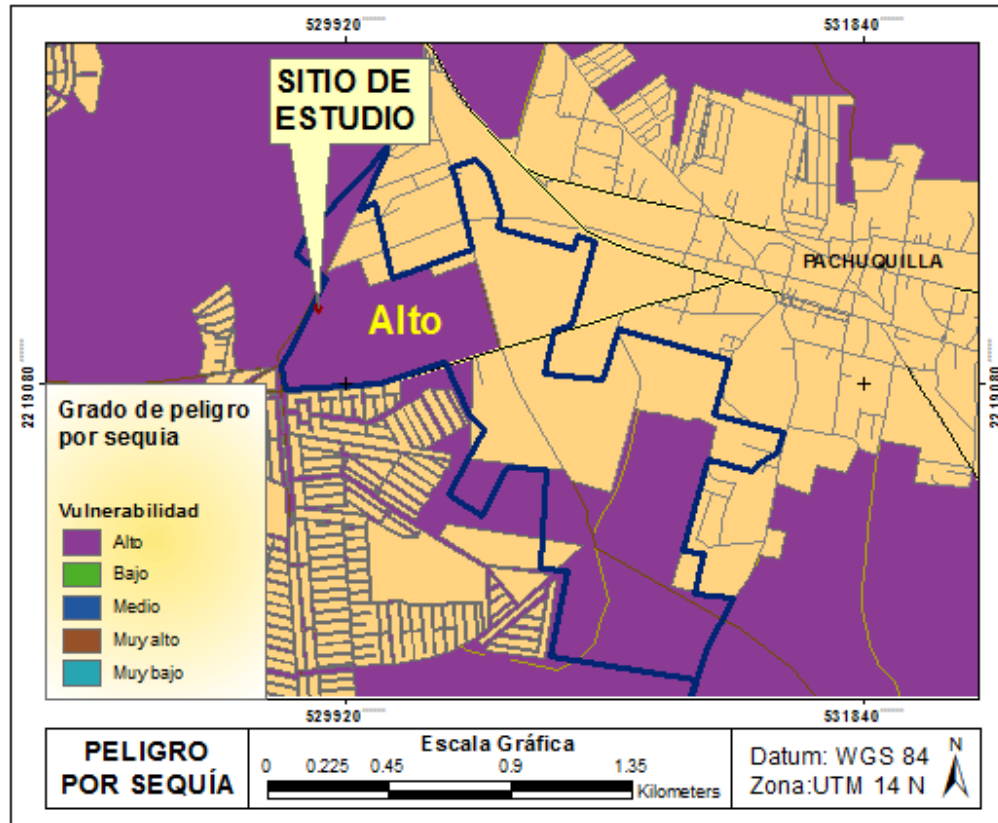 529920
531840
SITIO DE
ESTUDIO
PACHUQUILLA
Alto
2219080
2219080
Grado de peligro
por sequia
Vulnerabilidad
Alto
Bajo
Medio
Muy alto
Muy bajo
529920
531840
PELIGRO
POR SEQUÍA
Escala Gráfica
0 0.225 0.45 0.9 1.35
Kilometers
Datum: WGS 84
Zona:UTM 14 N
N